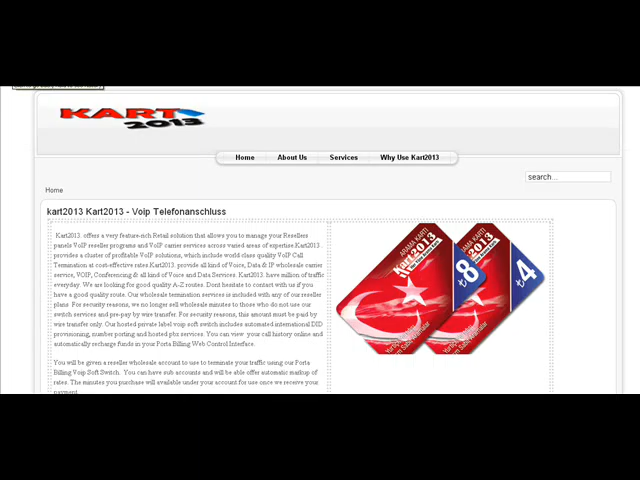 KART
2013
Home About Us Services Why Use Kart2013
search...
Home
kart2013 Kart2013 - Voip Telefonanschluss
Kart2013. offers a very feature-rich Retail solution that allows you to manage your Resellers
panels VoIP reseller programs and VoIP carrier services across varied areas of expertise.Kart2013 .
provides a cluster of profitable VoIP solutions, which include world class quality VoIP Call
Termination at cost-effective rates.Kart2013. provide all kind of Voice, Data & IP wholesale carrier
service, VOIP, Conferencing & all kind of Voice and Data Services. Kart2013. have million of traffic
everyday. We are looking for good quality A-Z routes. Dont hesitate to contact with us if you
have a good quality route. Our wholesale termination services is included with any of our reseller
plans. For security reasons, we no longer sell wholesale minutes to those who do not use our
switch services and pre-pay by wire transfer. For security reasons, this amount must be paid by
wire transfer only. Our hosted private label voip soft switch includes automated international DID
provisioning, number porting and hosted pbx services. You can view your call history online and
automatically recharge funds in your Porta Billing Web Control Interface.
You will be given a reseller wholesale account to use to terminate your traffic using our Porta
Billing Voip Soft Switch. You can have sub accounts and will be able offer automatic markup of
rates. The minutes you purchase will available under your account for use once we receive your
payment.
ARAMA KARTI
Kart2013
₺8
AMA KARTI
2013
₺4